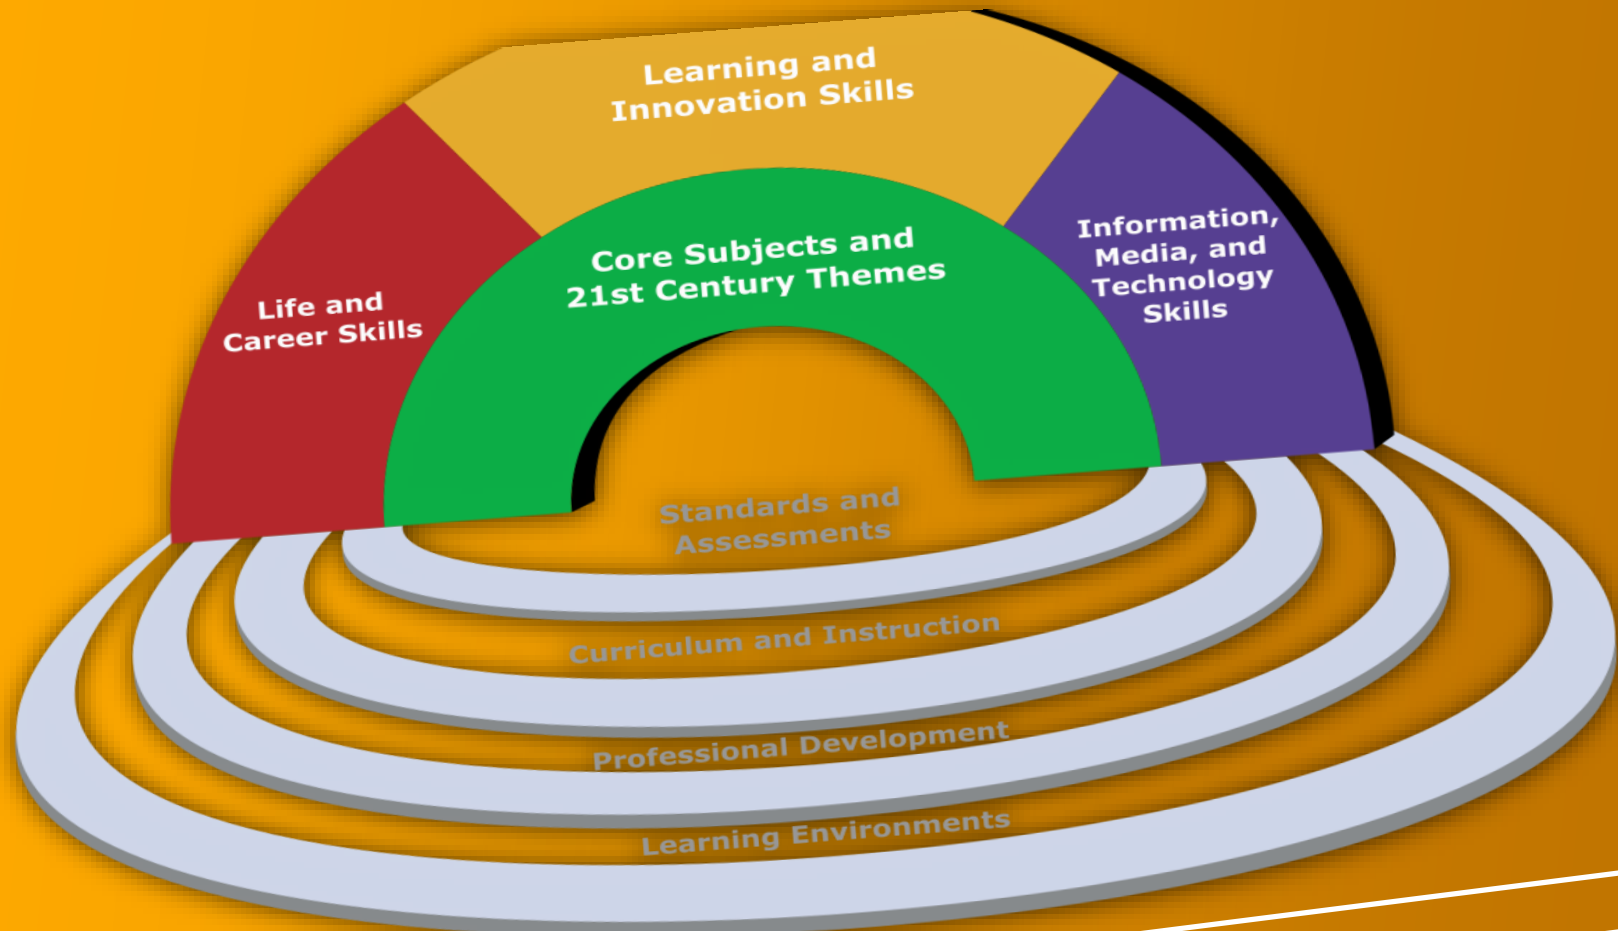 Learning and
Innovation Skills
Core Subjects and
21st Century Themes
Life and
Career Skills
Information,
Media, and
Technology
Skills
Standards and
Assessments
Curriculum and Instruction
Professional Development
Learning Environments